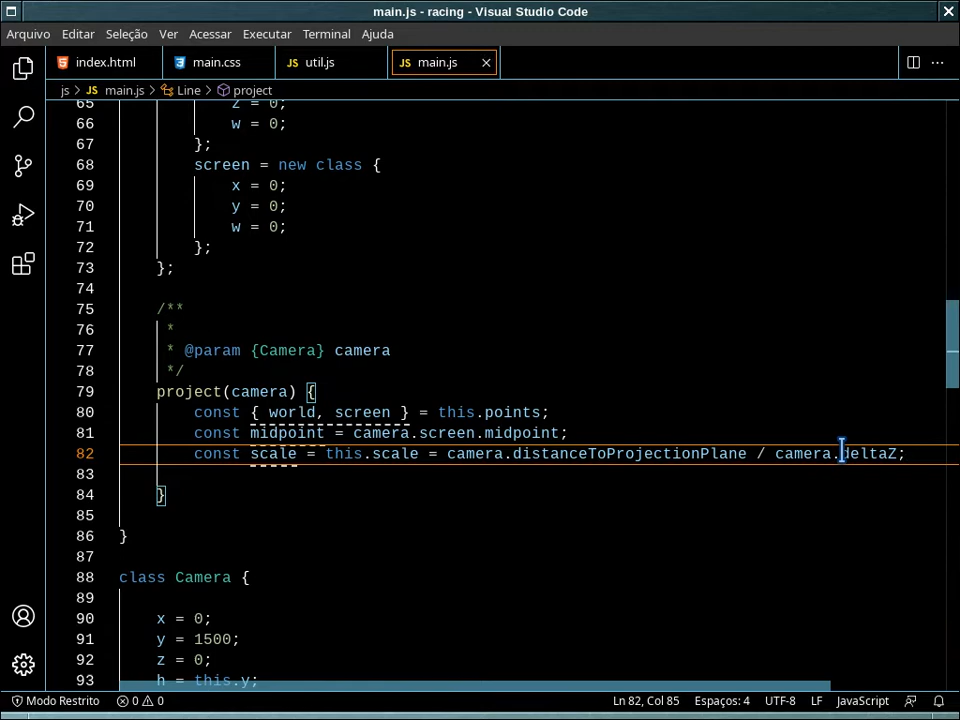 main.js - racing - Visual Studio Code
Arquivo Editar Seleção Ver Acessar Executar Terminal Ajuda
index.html main.css JS util.js JS main.js
js > JS main.js > Line > project
65 z = 0;
66 w = 0;
67 };
68 screen = new class {
69 x = 0;
70 y = 0;
71 w = 0;
72 };
73 };
74
75 /**
76 *
77 * @param {Camera} camera
78 */
79 project(camera) {
80 const { world, screen } = this.points;
81 const midpoint = camera.screen.midpoint;
82 const scale = this.scale = camera.distanceToProjectionPlane / camera.deltaZ;
83
84 }
85
86 }
87
88 class Camera {
89
90 x = 0;
91 y = 1500;
92 z = 0;
93 h = this.y;
Modo Restrito 0 0 Ln 82, Col 85 Espaços: 4 UTF-8 LF JavaScript